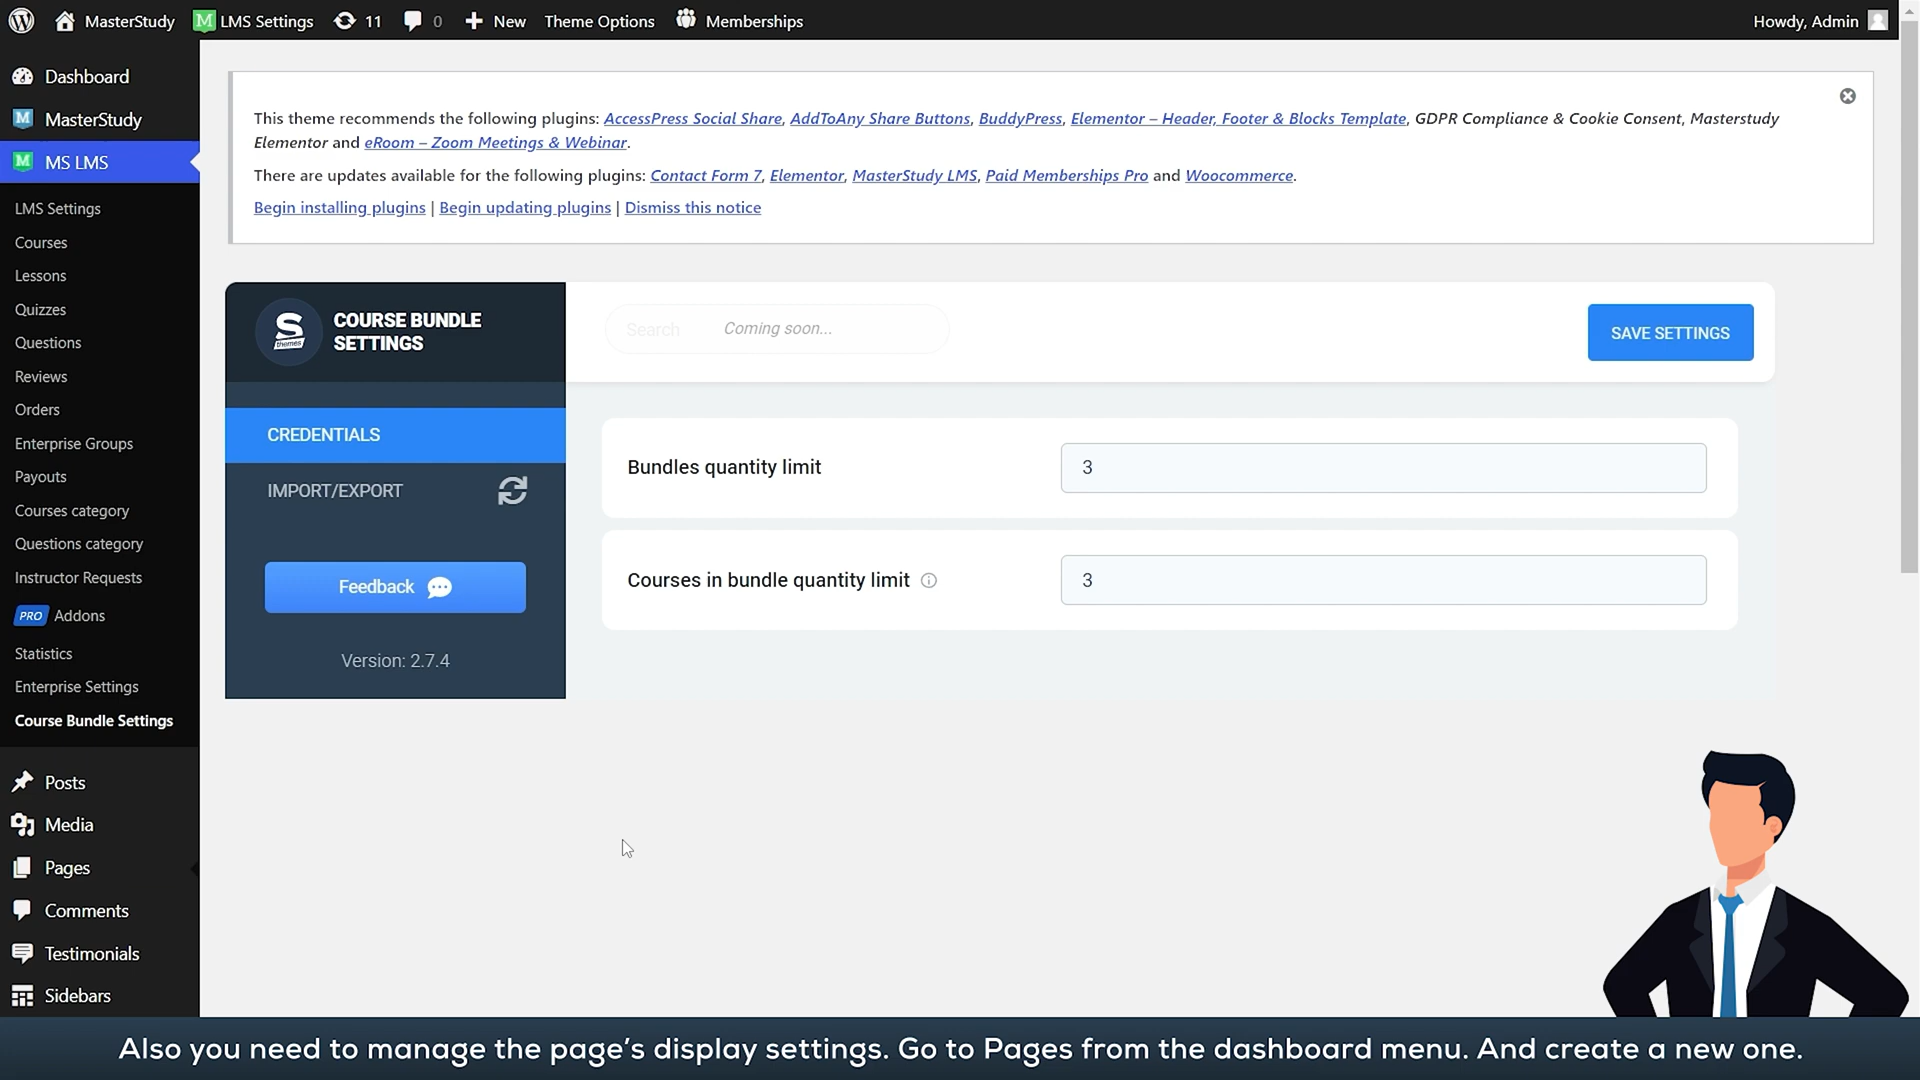 MasterStudy LMS Settings 11 0 New Theme Options Memberships Howdy, Admin
Dashboard
MasterStudy
MS LMS
LMS Settings
Courses
Lessons
Quizzes
Questions
Reviews
Orders
Enterprise Groups
Payouts
Courses category
Questions category
Instructor Requests
PRO Addons
Statistics
Enterprise Settings
Course Bundle Settings
Posts
Media
Pages
Comments
Testimonials
Sidebars
This theme recommends the following plugins: AccessPress Social Share, AddToAny Share Buttons, BuddyPress, Elementor – Header, Footer & Blocks Template, GDPR Compliance & Cookie Consent, Masterstudy
Elementor and eRoom – Zoom Meetings & Webinar.
There are updates available for the following plugins: Contact Form 7, Elementor, MasterStudy LMS, Paid Memberships Pro and Woocommerce.
Begin installing plugins | Begin updating plugins | Dismiss this notice
S themes
COURSE BUNDLE
SETTINGS
CREDENTIALS
IMPORT/EXPORT
Feedback
Version: 2.7.4
Search Coming soon...
SAVE SETTINGS
Bundles quantity limit 3
Courses in bundle quantity limit 3
Also you need to manage the page's display settings. Go to Pages from the dashboard menu. And create a new one.